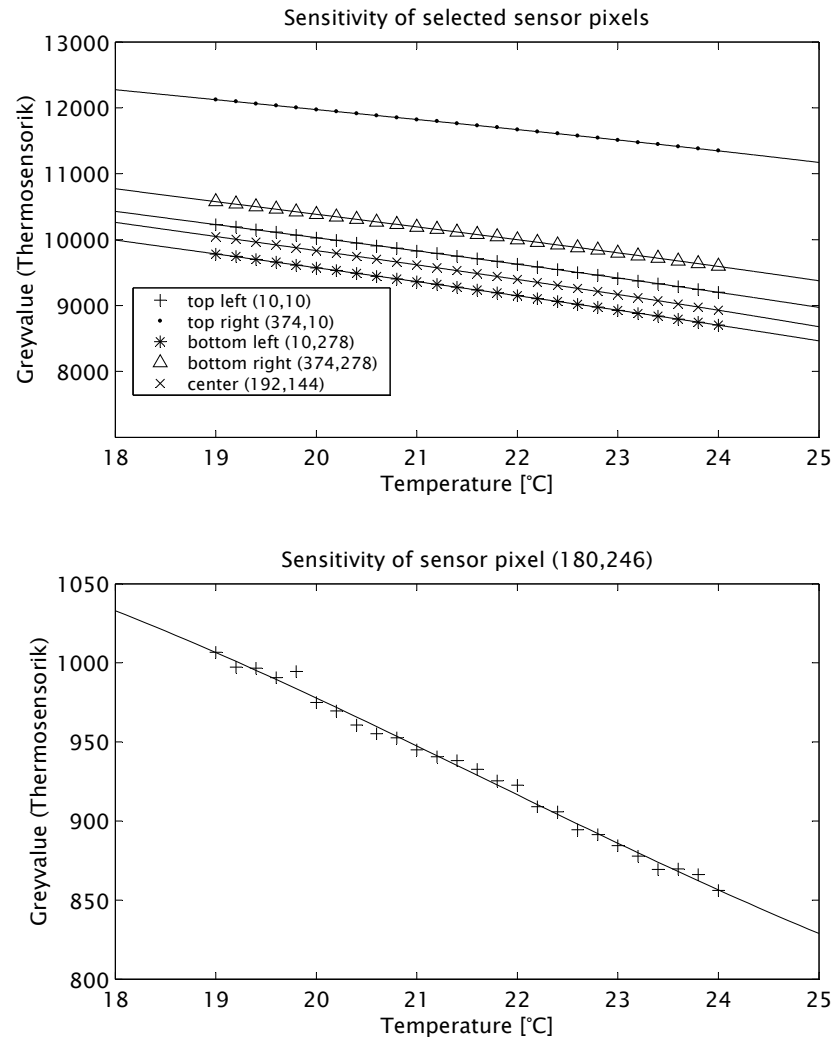 Sensitivity of selected sensor pixels
13000
12000
11000
10000
9000
8000
Greyvalue (Thermosensorik)
top left (10,10)
top right (374,10)
bottom left (10,278)
bottom right (374,278)
center (192,144)
18 19 20 21 22 23 24 25
Temperature [°C]
Sensitivity of sensor pixel (180,246)
1050
1000
950
900
850
800
Greyvalue (Thermosensorik)
18 19 20 21 22 23 24 25
Temperature [°C]